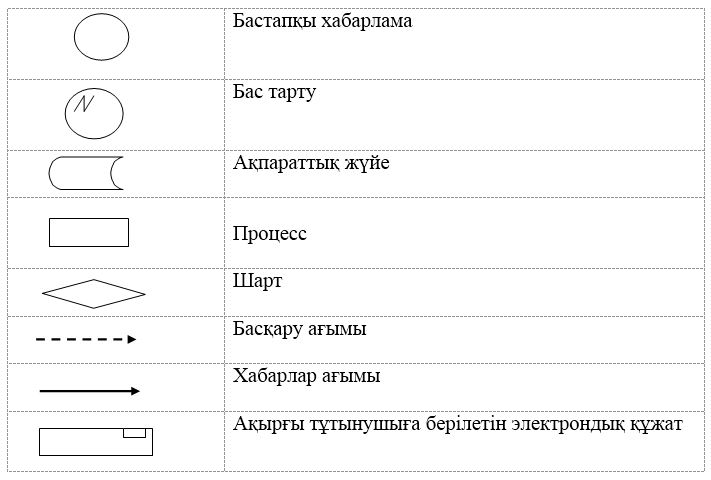 Бастапқы хабарлама
Бас тарту
Ақпараттық жүйе
Процесс
Шарт
Басқару ағымы
Хабарлар ағымы
Ақырғы тұтынушыға берілетін электрондық құжат